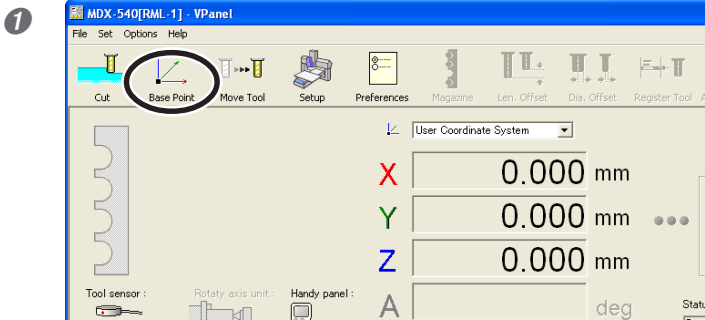 1
MDX-540[RML-1] - VPanel
File Set Options Help
Cut Base Point Move Tool Setup Preferences Magazine Len. Offset Dia. Offset Register Tool
User Coordinate System
X 0.000 mm
Y 0.000 mm
Z 0.000 mm
Tool sensor : Rotaty axis unit : Handy panel :
A deg